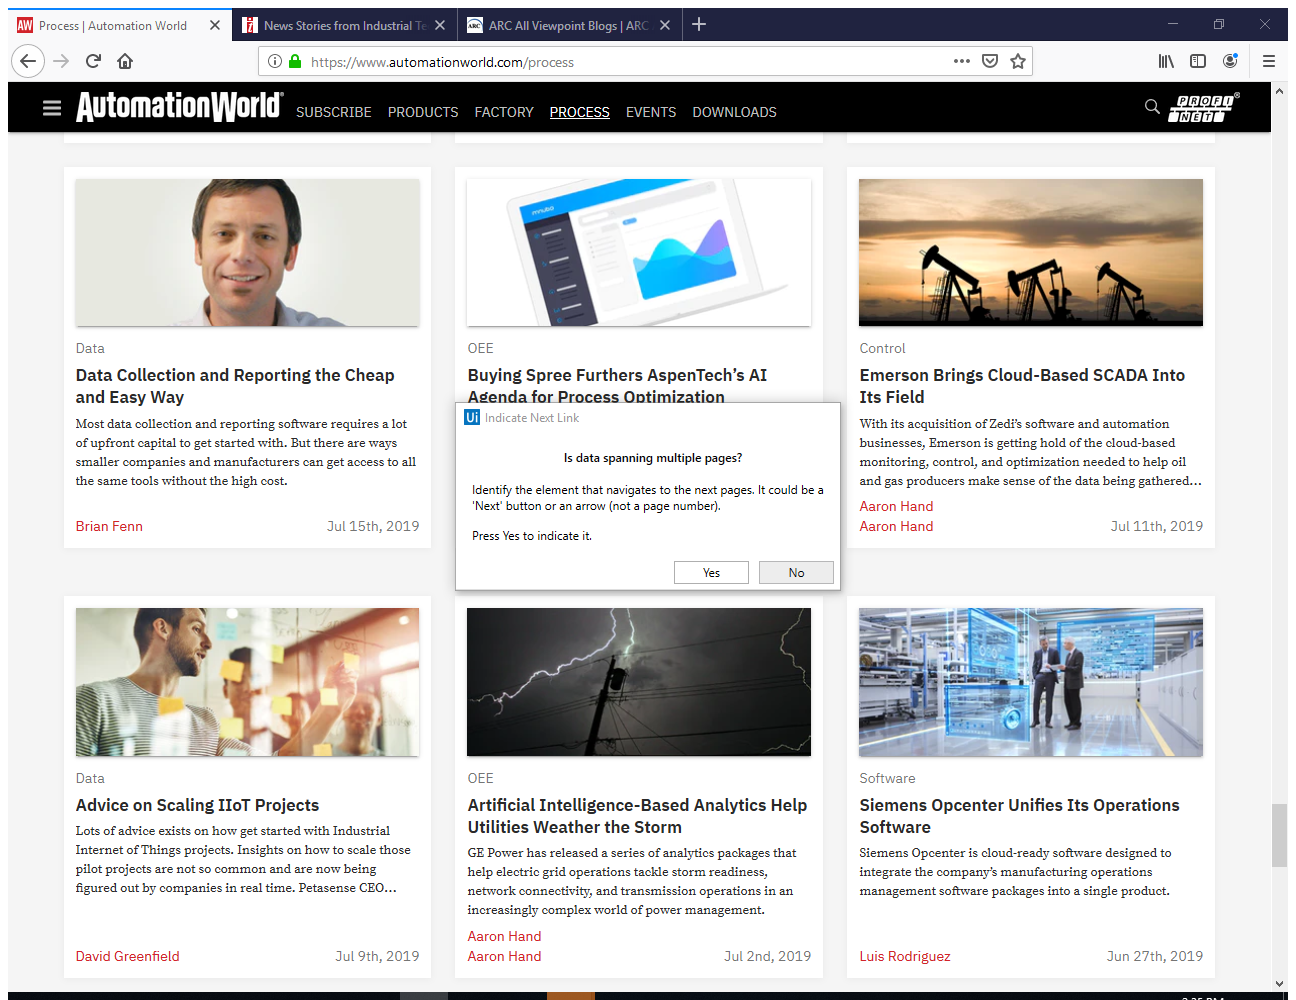 AW Process | Automation World
News Stories from Industrial Te
ARC ARC All Viewpoint Blogs | ARC
https://www.automationworld.com/process
AutomationWorld® SUBSCRIBE PRODUCTS FACTORY PROCESS EVENTS DOWNLOADS
PROFI®
NET
mnubo
Data
Data Collection and Reporting the Cheap
and Easy Way
Most data collection and reporting software requires a lot
of upfront capital to get started with. But there are ways
smaller companies and manufacturers can get access to all
the same tools without the high cost.
Brian Fenn Jul 15th, 2019
OEE
Buying Spree Furthers AspenTech’s AI
Agenda for Process Optimization
Control
Emerson Brings Cloud-Based SCADA Into
Its Field
With its acquisition of Zedi’s software and automation
businesses, Emerson is getting hold of the cloud-based
monitoring, control, and optimization needed to help oil
and gas producers make sense of the data being gathered...
Aaron Hand
Aaron Hand Jul 11th, 2019
Ui Indicate Next Link
Is data spanning multiple pages?
Identify the element that navigates to the next pages. It could be a
'Next' button or an arrow (not a page number).
Press Yes to indicate it.
Yes No
Data
Advice on Scaling IIoT Projects
Lots of advice exists on how get started with Industrial
Internet of Things projects. Insights on how to scale those
pilot projects are not so common and are now being
figured out by companies in real time. Petasense CEO...
David Greenfield Jul 9th, 2019
OEE
Artificial Intelligence-Based Analytics Help
Utilities Weather the Storm
GE Power has released a series of analytics packages that
help electric grid operations tackle storm readiness,
network connectivity, and transmission operations in an
increasingly complex world of power management.
Aaron Hand
Aaron Hand Jul 2nd, 2019
Software
Siemens Opcenter Unifies Its Operations
Software
Siemens Opcenter is cloud-ready software designed to
integrate the company’s manufacturing operations
management software packages into a single product.
Luis Rodriguez Jun 27th, 2019